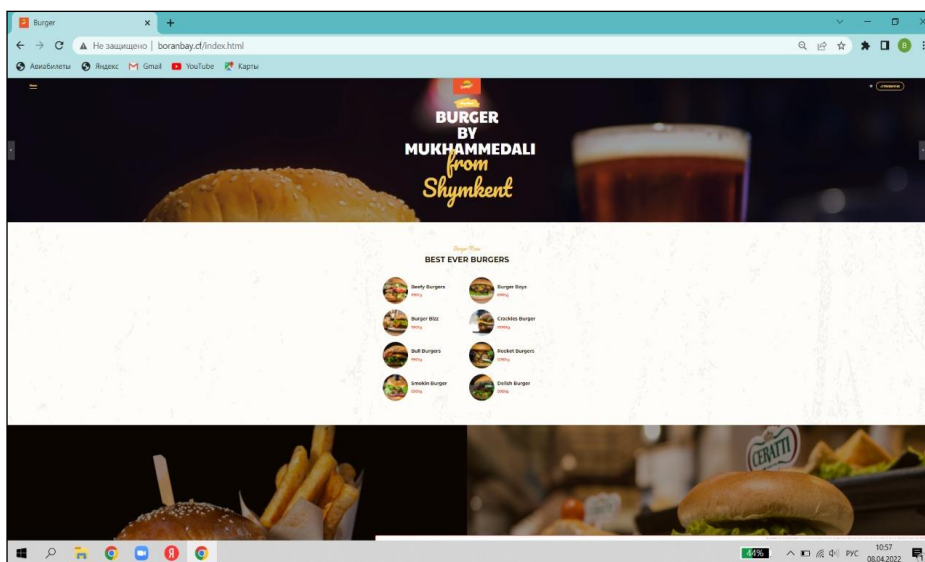 Burger
Не защищено | boranbay.cf/index.html
Авиабилеты Яндекс Gmail YouTube Карты
BURGER
BY
MUKHAMMEDALI
from
Shymkent
BEST EVER BURGERS
Beefy Burgers
Burger Boys
Burger Bizz
Crackles Burger
Bull Burgers
Rocket Burgers
Smokin Burger
Delish Burger
CERATTI
44%
РУС
10:57
08.04.2022